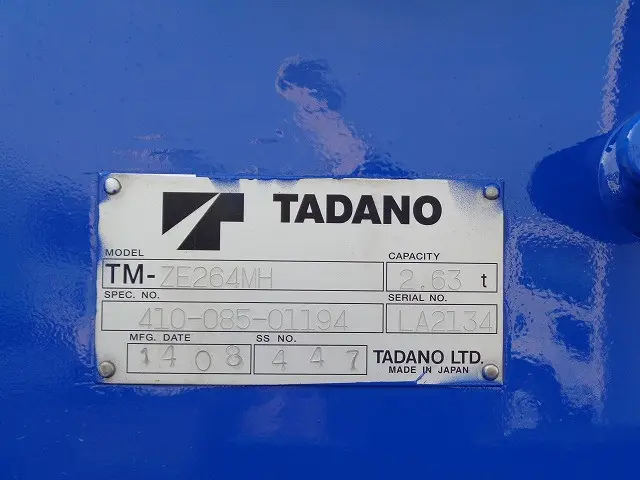 TADANO
MODEL CAPACITY
TM-ZE264MH 2.63 t
SPEC. NO. SERIAL NO.
410-085-01194 LA2134
MFG. DATE SS NO.
1408 447 TADANO LTD.
MADE IN JAPAN